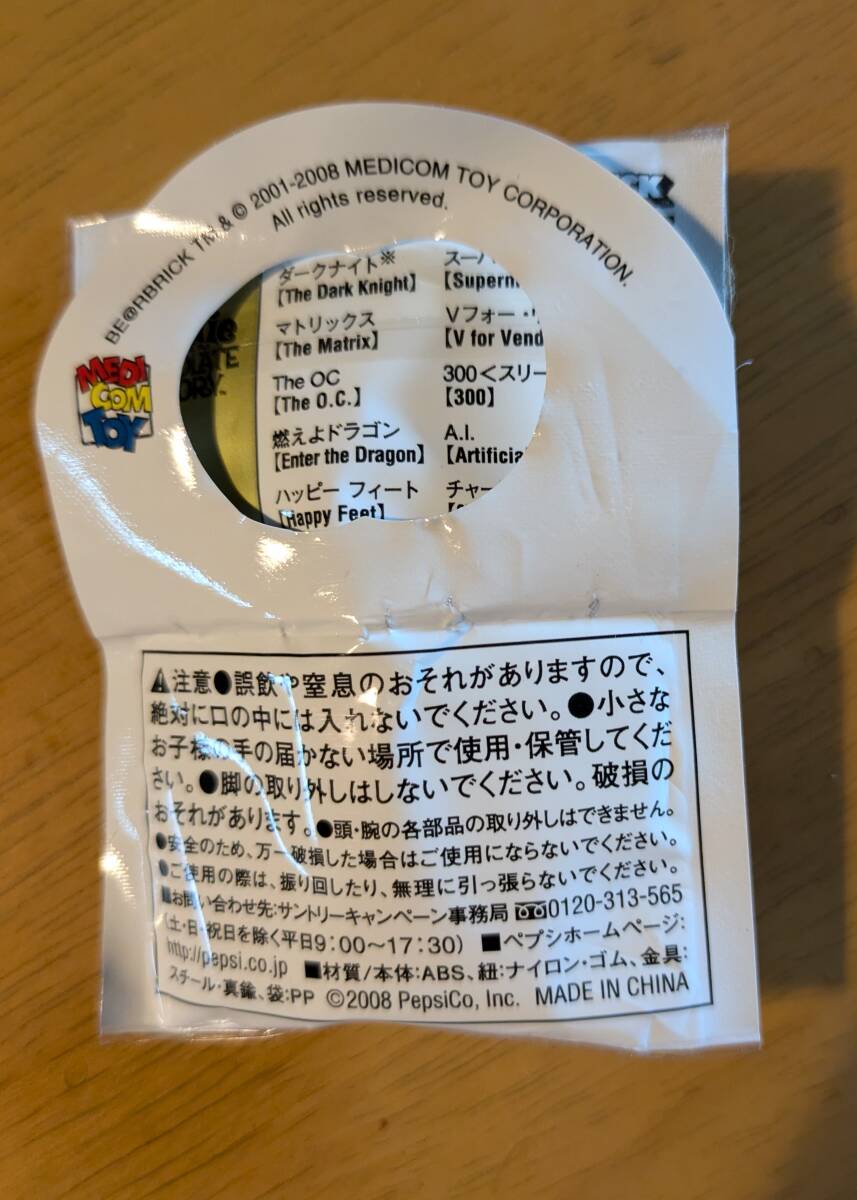 BE@RBRICK TM & © 2001-2008 MEDICOM TOY CORPORATION.
All rights reserved.
MEDI
COM
TOY
ダークナイト※
【The Dark Knight】
マトリックス
【The Matrix】
The OC
【The O.C.】
燃えよドラゴン
【Enter the Dragon】
ハッピー フィート
【Happy Feet】
スーパ
【Supern
Vフォー・
【V for Vend
300<スリー
【300】
A.I.
【Artificia
チャー
⚠注意●誤飲や窒息のおそれがありますので、
絶対に口の中には入れないでください。●小さな
お子様の手の届かない場所で使用・保管してくだ
さい。●脚の取り外しはしないでください。破損の
おそれがあります。●頭・腕の各部品の取り外しはできません。
●安全のため、万一破損した場合はご使用にならないでください。
●ご使用の際は、振り回したり、無理に引っ張らないでください。
■お問い合わせ先:サントリーキャンペーン事務局 0120-313-565
(土・日・祝日を除く平日9:00〜17:30) ■ペプシホームページ:
http://pepsi.co.jp ■材質/本体:ABS、紐:ナイロン・ゴム、金具:
スチール・真鍮、袋:PP ©2008 PepsiCo, Inc. MADE IN CHINA